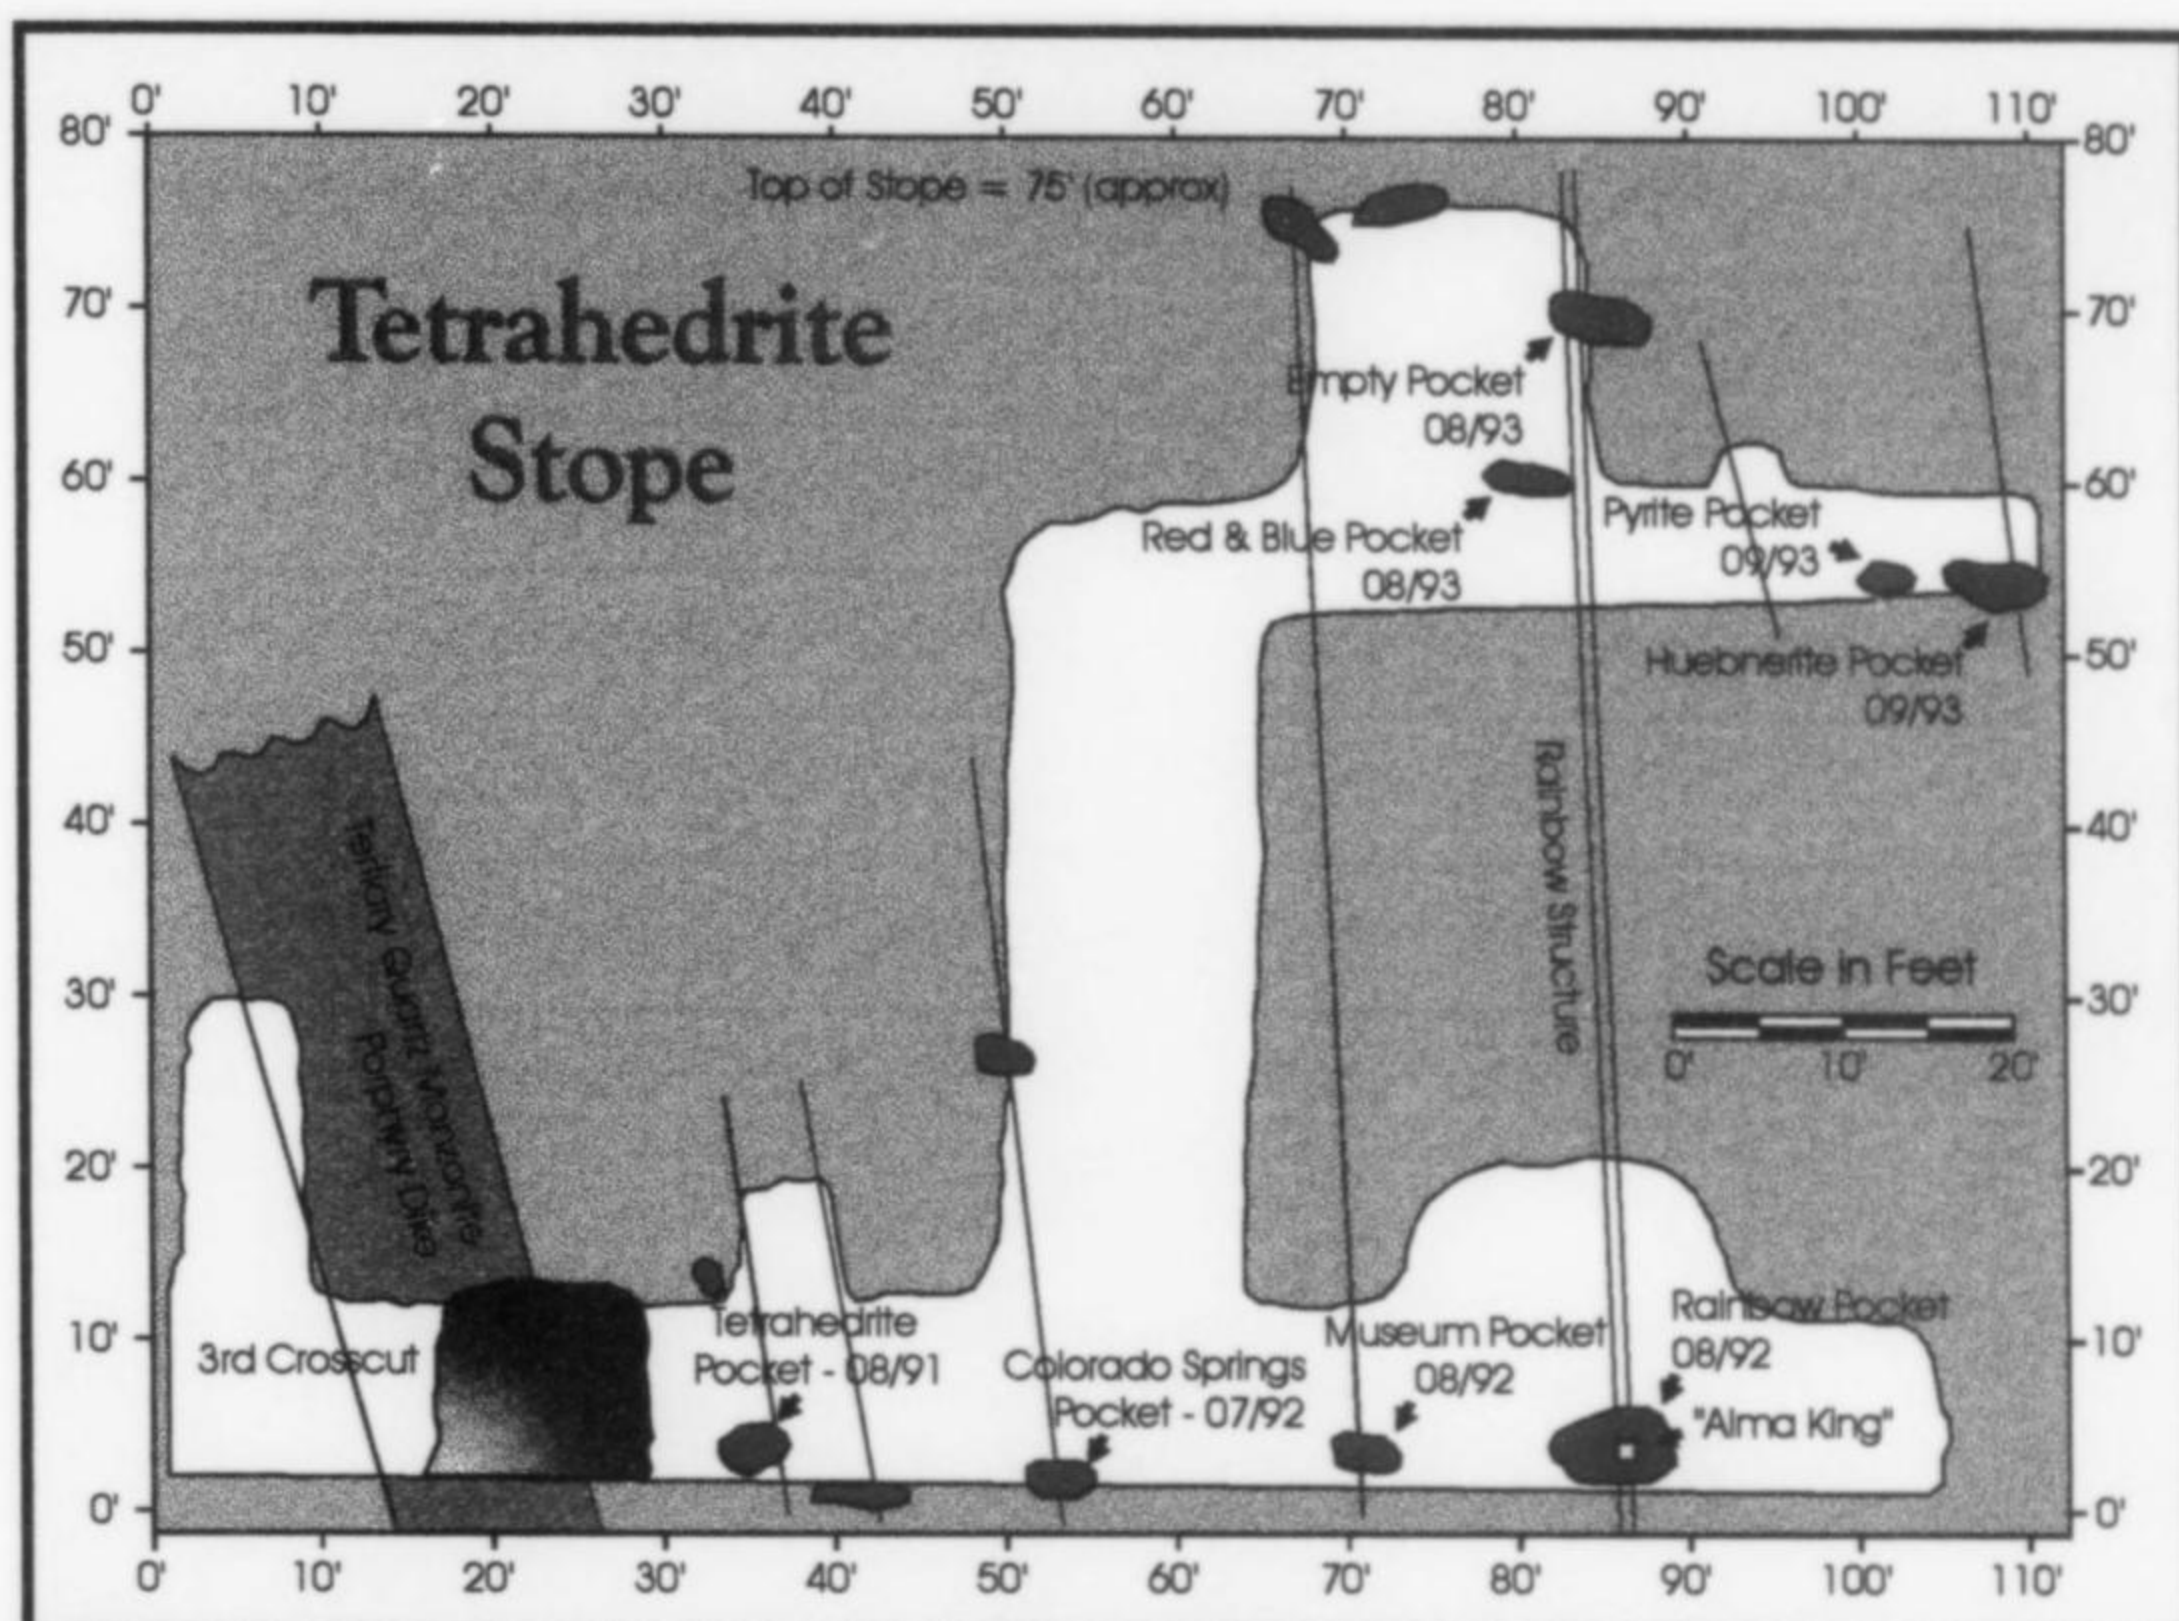 0' 10' 20' 30' 40' 50' 60' 70' 80' 90' 100' 110'
80' 80'
Top of Stope = 75' (approx)
Tetrahedrite
Stope
70' 70'
Empty Pocket
08/93
60' 60'
Red & Blue Pocket
08/93
Pyrite Pocket
09/93
50' 50'
Huebnerite Pocket
09/93
40' 40'
Tertiary Quartz Monzonite
Porphyry Dike
Rainbow Structure
Scale in Feet
0' 10' 20'
30' 30'
20' 20'
10' 10'
3rd Crosscut
Tetrahedrite
Pocket - 08/91
Colorado Springs
Pocket - 07/92
Museum Pocket
08/92
Rainbow Pocket
08/92
"Alma King"
0' 0'
0' 10' 20' 30' 40' 50' 60' 70' 80' 90' 100' 110'